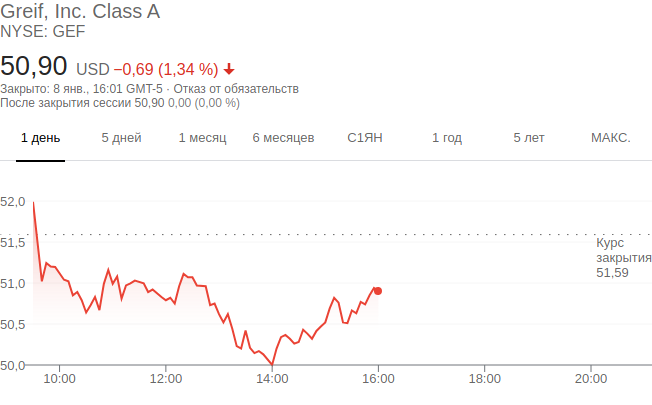 Greif, Inc. Class A
NYSE: GEF
50,90 USD −0,69 (1,34 %)
Закрыто: 8 янв., 16:01 GMT-5 · Отказ от обязательств
После закрытия сессии 50,90 0,00 (0,00 %)
1 день 5 дней 1 месяц 6 месяцев С1ЯН 1 год 5 лет МАКС.
52,0
51,5
51,0
50,5
50,0
Курс
закрытия
51,59
10:00 12:00 14:00 16:00 18:00 20:00